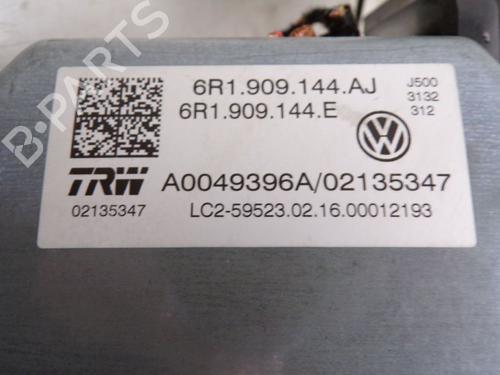 6R1.909.144.AJ
6R1.909.144.E
J500
3132
312
TRW
A0049396A/02135347
02135347
LC2-59523.02.16.00012193
B-PARTS